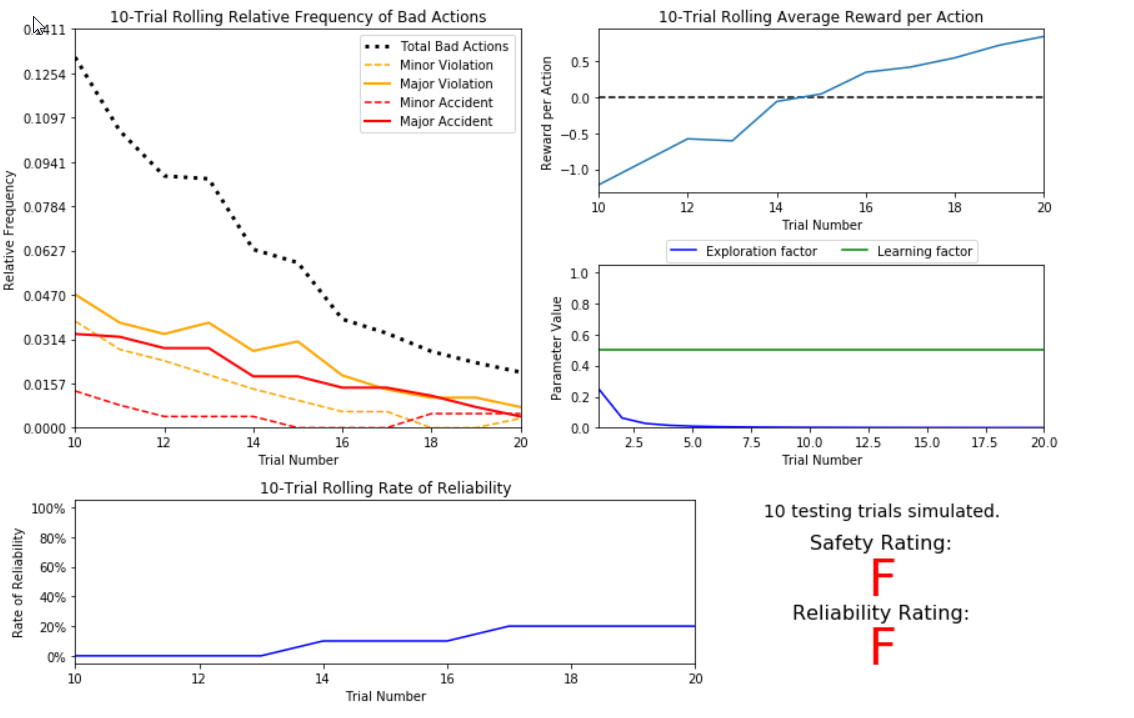 10-Trial Rolling Relative Frequency of Bad Actions
0.1254
0.1097
0.0941
0.0784
0.0627
0.0470
0.0314
0.0157
0.0000
Relative Frequency
Total Bad Actions
Minor Violation
Major Violation
Minor Accident
Major Accident
10 12 14 16 18 20
Trial Number
10-Trial Rolling Average Reward per Action
0.5
0.0
−0.5
−1.0
Reward per Action
10 12 14 16 18 20
Trial Number
Exploration factor Learning factor
1.0
0.8
0.6
0.4
0.2
0.0
Parameter Value
2.5 5.0 7.5 10.0 12.5 15.0 17.5 20.0
Trial Number
10-Trial Rolling Rate of Reliability
100%
80%
60%
40%
20%
0%
Rate of Reliability
10 12 14 16 18 20
Trial Number
10 testing trials simulated.
Safety Rating:
F
Reliability Rating:
F